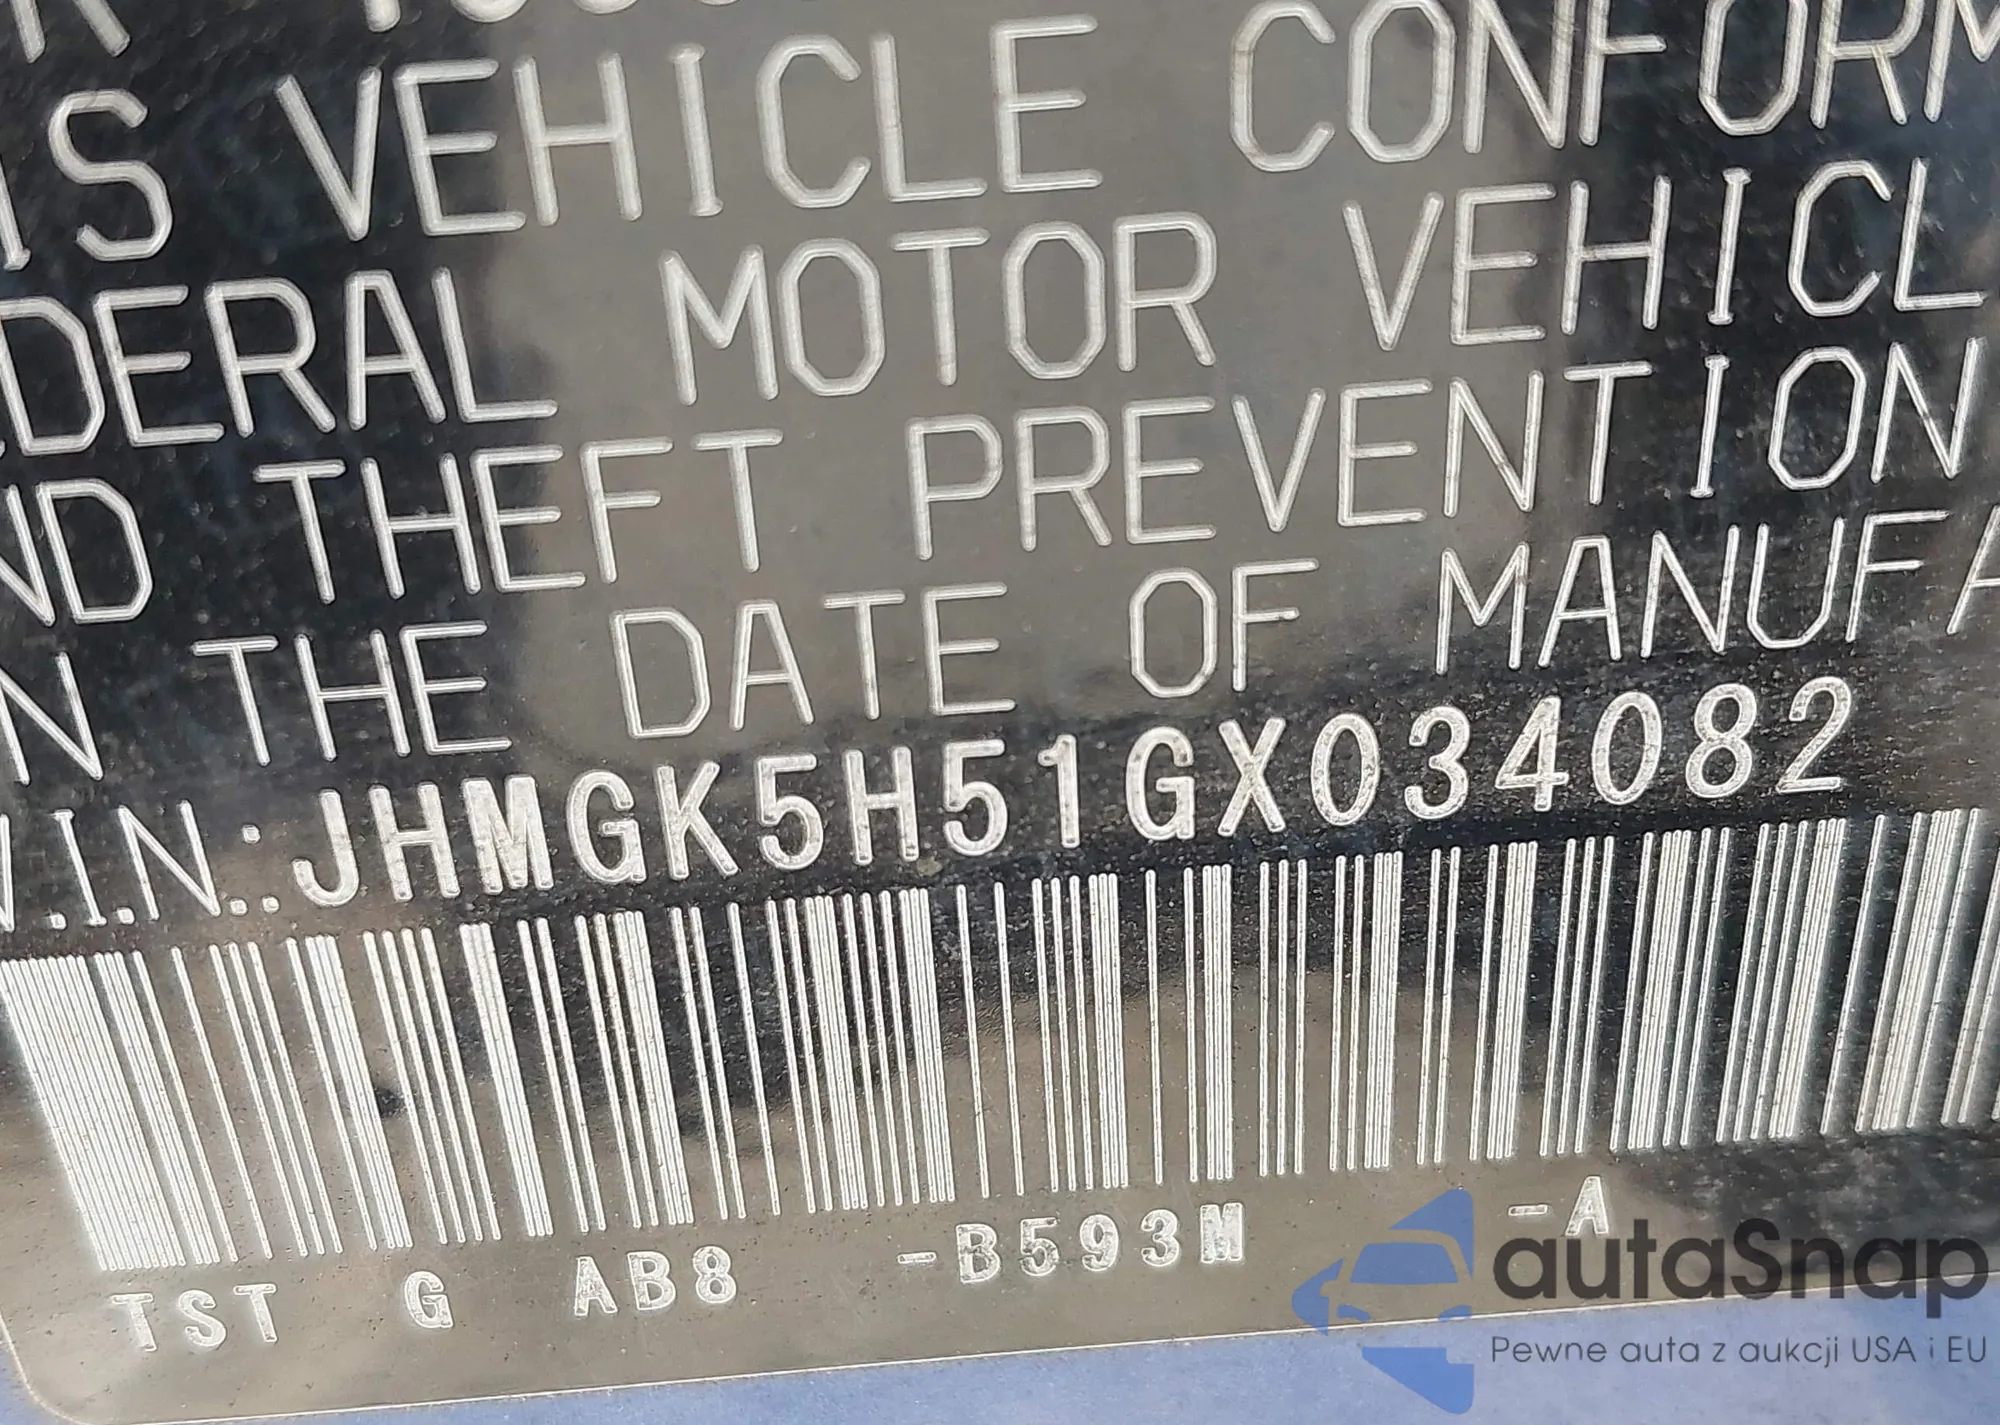 IS VEHICLE CONFORM
DERAL MOTOR VEHICL
ND THEFT PREVENTION
N THE DATE OF MANUFA
V.I.N.:JHMGK5H51GX034082
TST G AB8 -B593M -A
autaSnap
Pewne auta z aukcji USA i EU